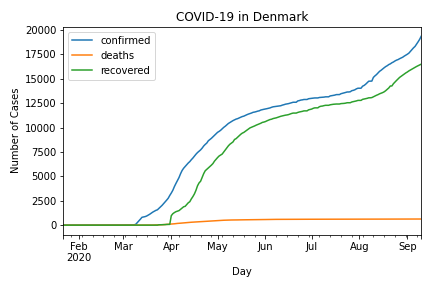 COVID-19 in Denmark
20000
17500
15000
12500
10000
7500
5000
2500
0
Number of Cases
confirmed
deaths
recovered
Feb Mar Apr May Jun Jul Aug Sep
2020
Day